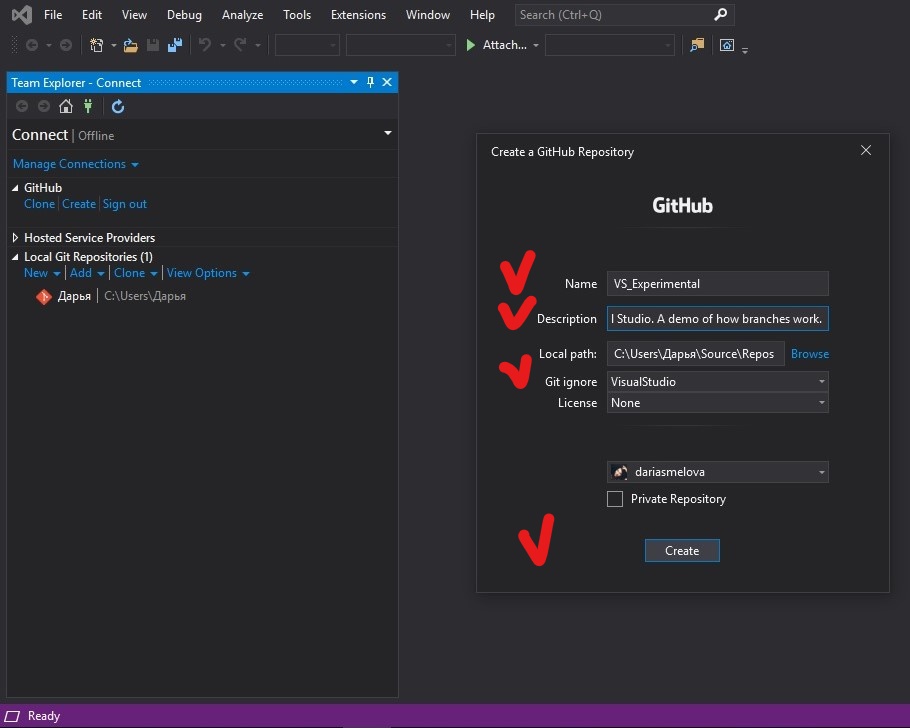 File Edit View Debug Analyze Tools Extensions Window Help Search (Ctrl+Q)
Attach...
Team Explorer - Connect
Connect | Offline
Manage Connections
GitHub
Clone | Create | Sign out
Hosted Service Providers
Local Git Repositories (1)
New | Add | Clone | View Options
Дарья | C:\Users\Дарья
Create a GitHub Repository
GitHub
Name VS_Experimental
Description l Studio. A demo of how branches work.
Local path: C:\Users\Дарья\Source\Repos Browse
Git ignore VisualStudio
License None
dariasmelova
Private Repository
Create
Ready